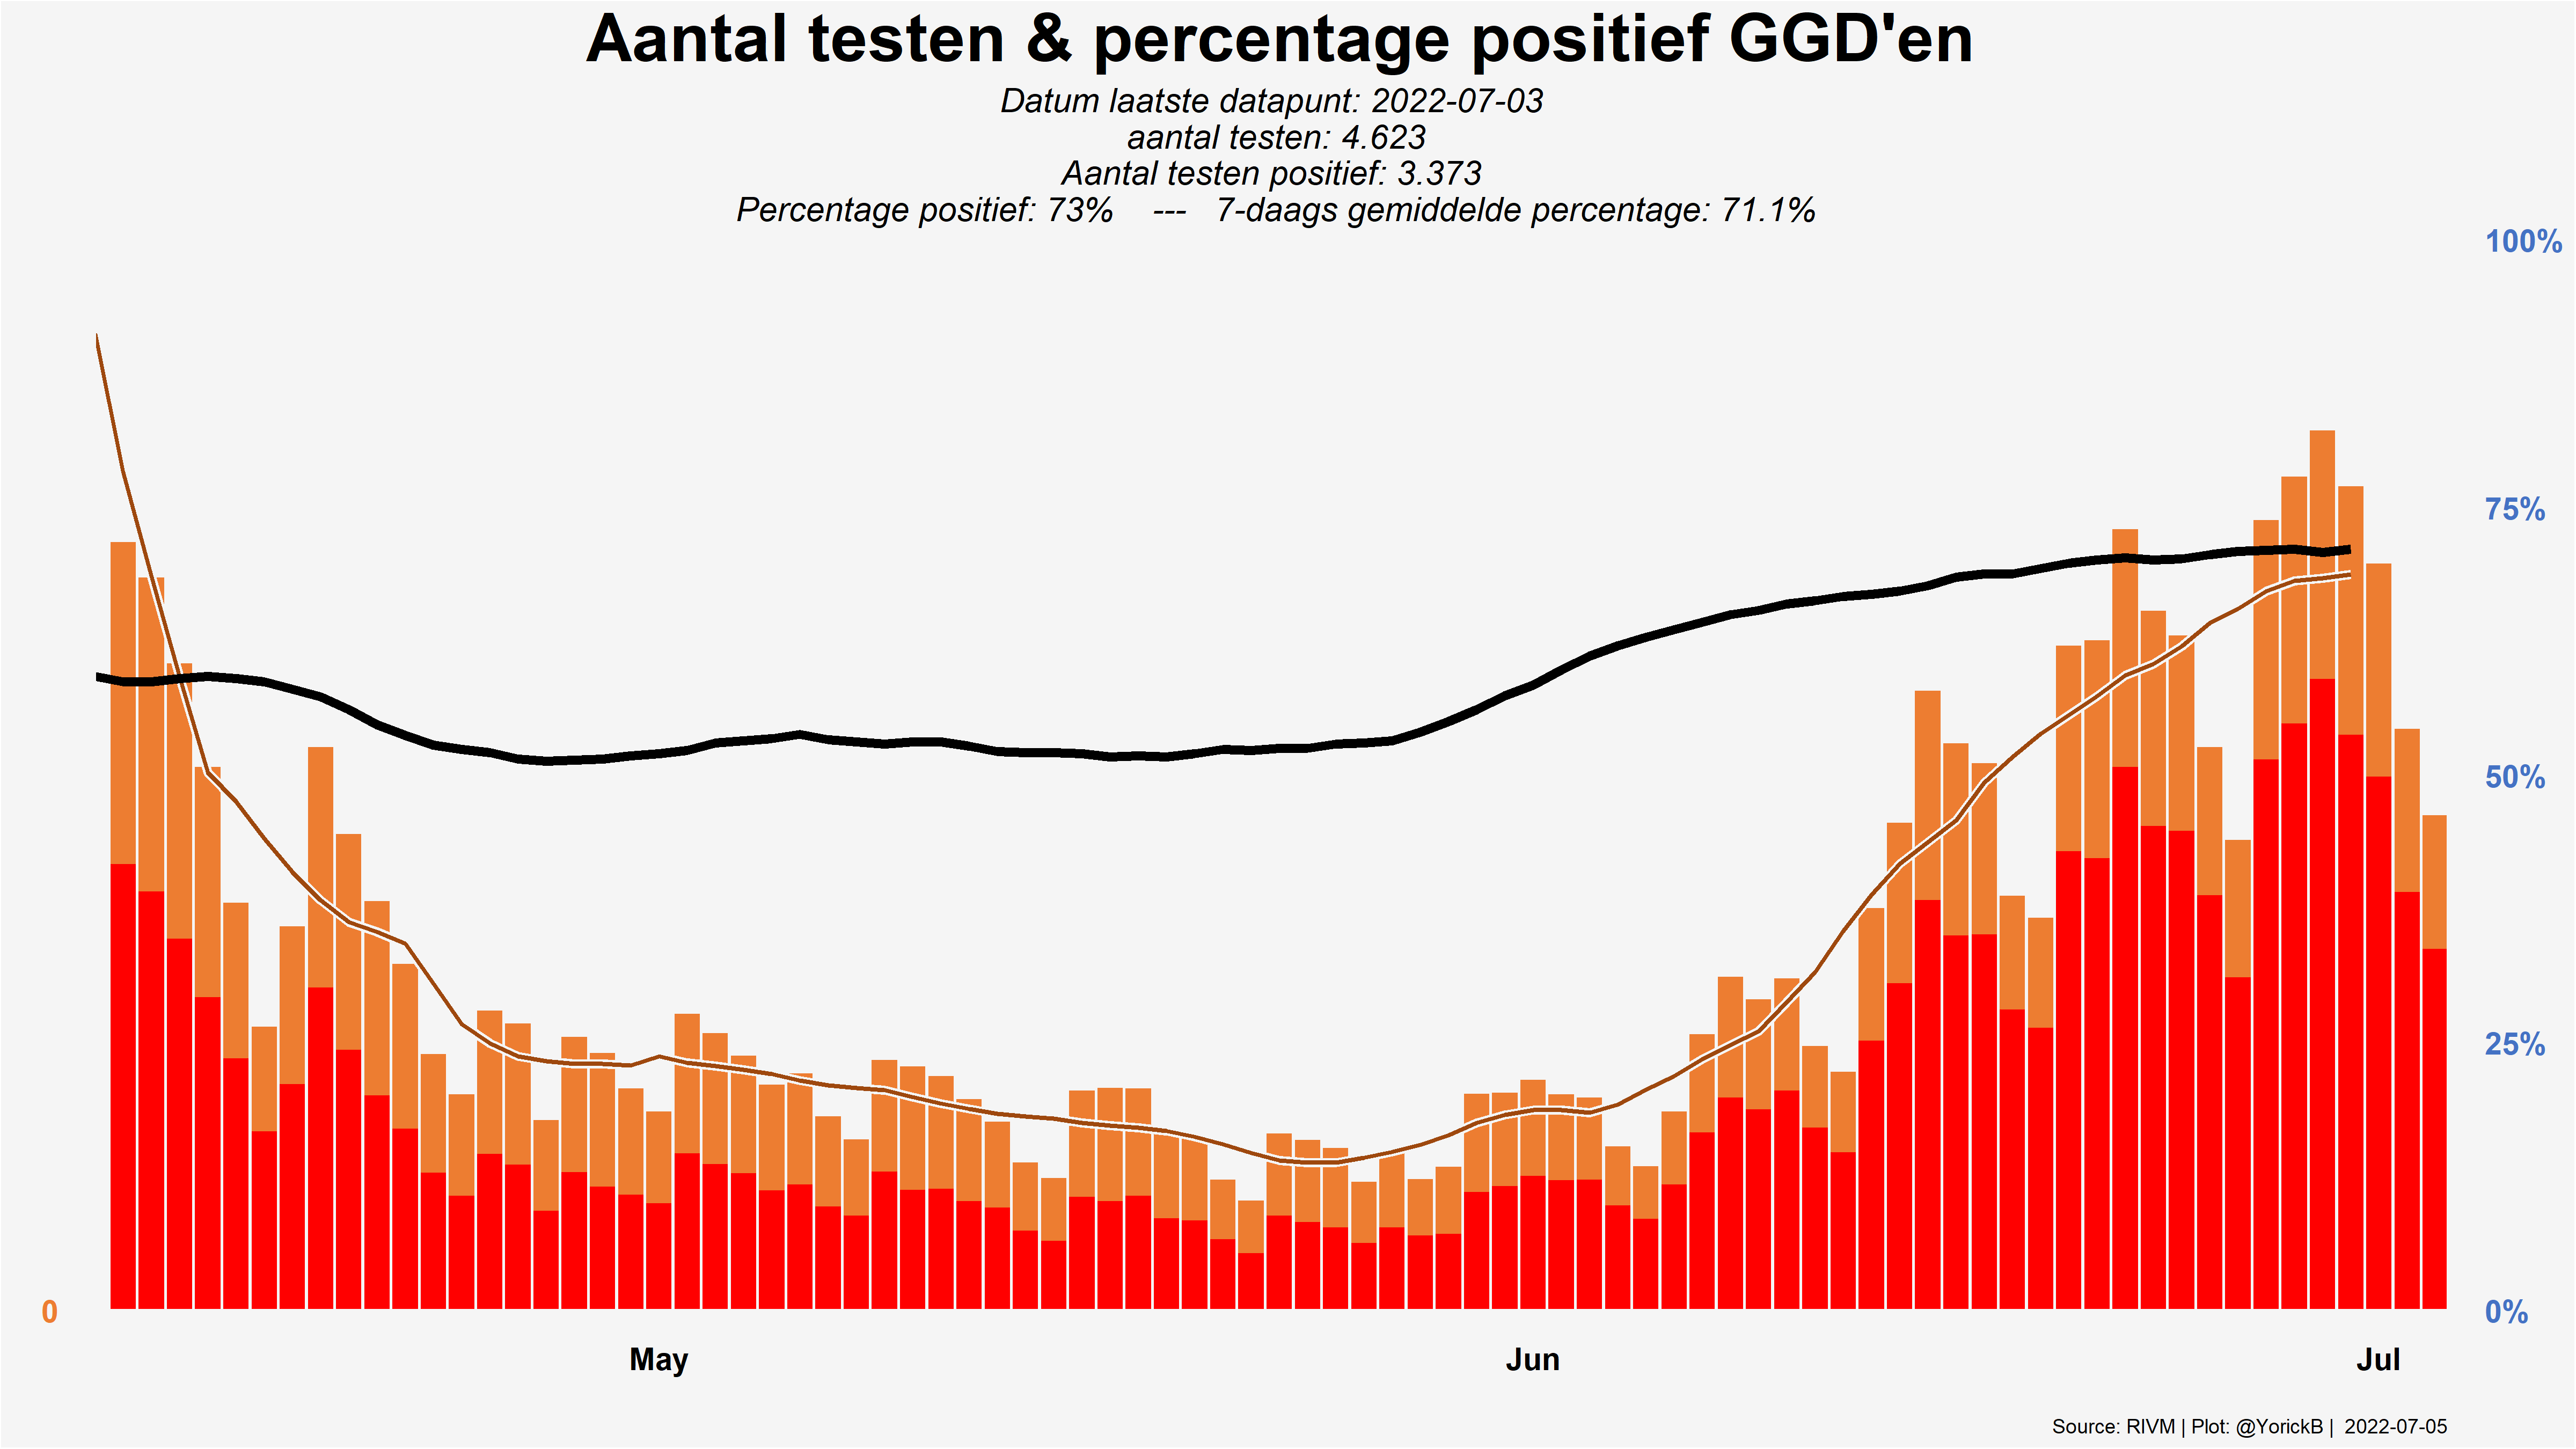 Aantal testen & percentage positief GGD'en
Datum laatste datapunt: 2022-07-03
aantal testen: 4.623
Aantal testen positief: 3.373
Percentage positief: 73% --- 7-daags gemiddelde percentage: 71.1%
100%
75%
50%
25%
0 0%
May Jun Jul
Source: RIVM | Plot: @YorickB | 2022-07-05